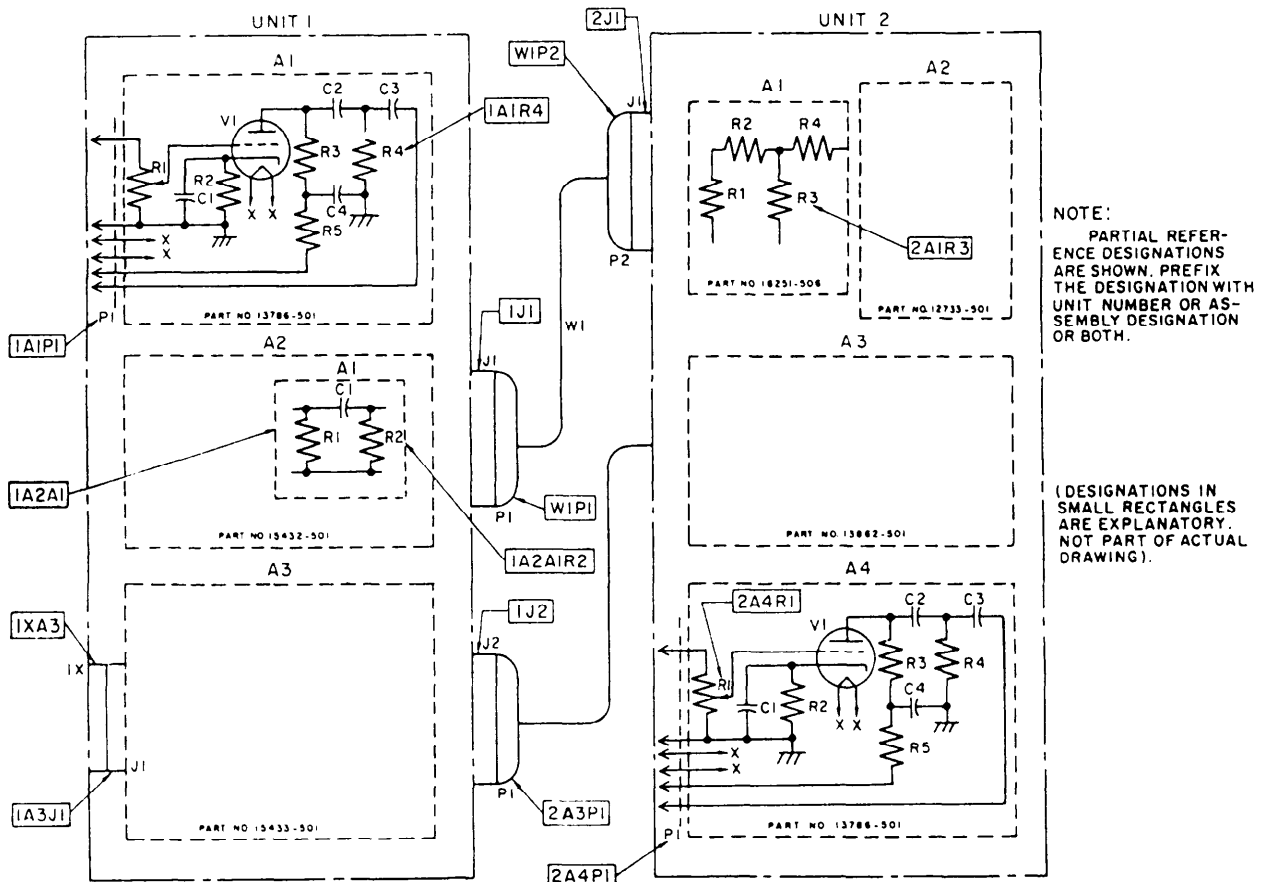 UNIT 1
A1
C2
C3
V1
1A1R4
R1
R3
R4
R2
C1
X X
C4
R5
X
X
P1
PART NO 13786-501
1A1P1
A2
A1
C1
R1
R2
1A2A1
PART NO 15432-501
1A2A1R2
A3
1XA3
1X
J1
1A3J1
PART NO 15433-501
1J1
J1
W1
P1
W1P1
1J2
J2
P1
2A3P1
2J1
W1P2
J1
P2
UNIT 2
A1
R2
R4
R1
R3
2A1R3
PART NO 16251-506
A2
PART NO.12733-501
A3
PART NO. 13862-501
A4
2A4R1
C2
C3
V1
R1
R3
R4
C1
R2
C4
X X
R5
X
X
P1
PART NO. 13786-501
2A4P1
NOTE:
PARTIAL REFER-
ENCE DESIGNATIONS
ARE SHOWN. PREFIX
THE DESIGNATION WITH
UNIT NUMBER OR AS-
SEMBLY DESIGNATION
OR BOTH.
(DESIGNATIONS IN
SMALL RECTANGLES
ARE EXPLANATORY.
NOT PART OF ACTUAL
DRAWING).